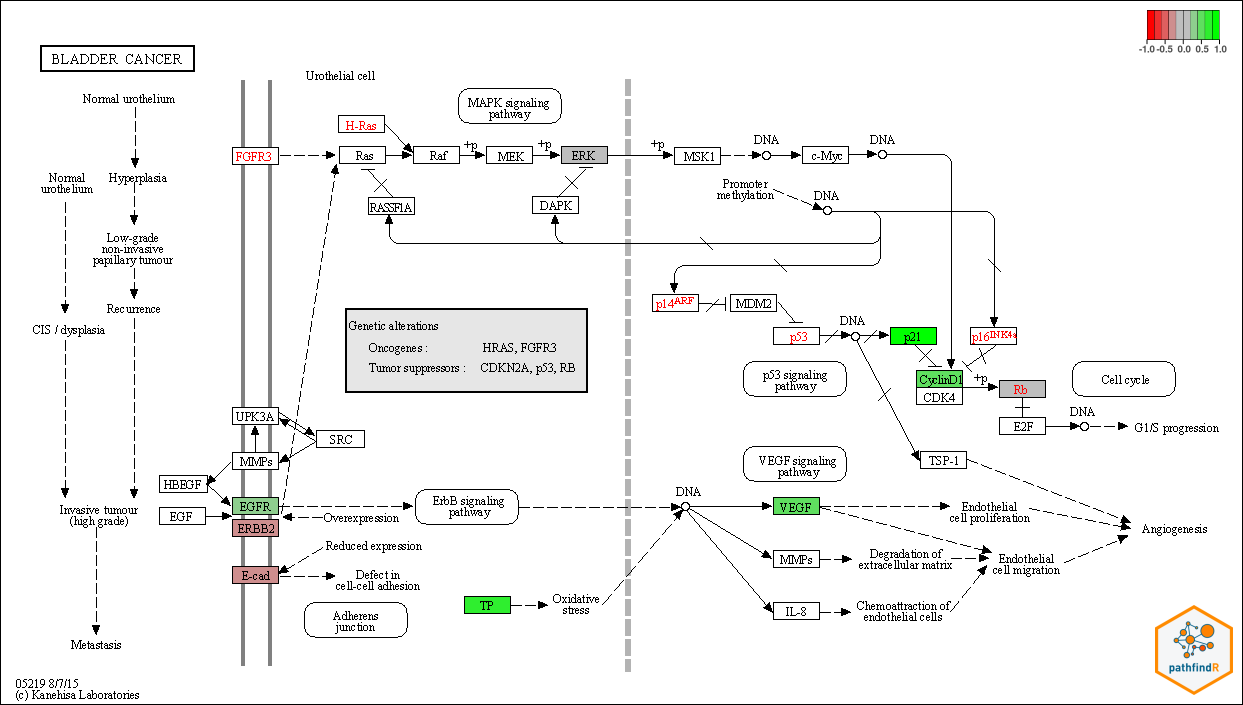 -1.0 -0.5 0.0 0.5 1.0
BLADDER CANCER
Urothelial cell
Normal urothelium
Normal
urothelium
Hyperplasia
Low-grade
non-invasive
papillary tumour
Recurrence
CIS / dysplasia
Invasive tumour
(high grade)
Metastasis
MAPK signaling
pathway
H-Ras
FGFR3
Ras
Raf
+p
MEK
+p
ERK
+p
MSK1
DNA
c-Myc
DNA
RASSF1A
DAPK
Promoter
methylation
DNA
p14ARF
MDM2
p53
DNA
p21
p16INK4a
CyclinD1
CDK4
+p
Rb
E2F
DNA
G1/S progression
p53 signaling
pathway
Cell cycle
Genetic alterations
Oncogenes : HRAS, FGFR3
Tumor suppressors : CDKN2A, p53, RB
UPK3A
SRC
MMPs
HBEGF
EGF
EGFR
ERBB2
Overexpression
ErbB signaling
pathway
Reduced expression
E-cad
Defect in
cell-cell adhesion
Adherens
junction
TP
Oxidative
stress
DNA
VEGF signaling
pathway
TSP-1
VEGF
Endothelial
cell proliferation
MMPs
Degradation of
extracellular matrix
Endothelial
cell migration
IL-8
Chemoattraction of
endothelial cells
Angiogenesis
05219 8/7/15
(c) Kanehisa Laboratories
pathfindR